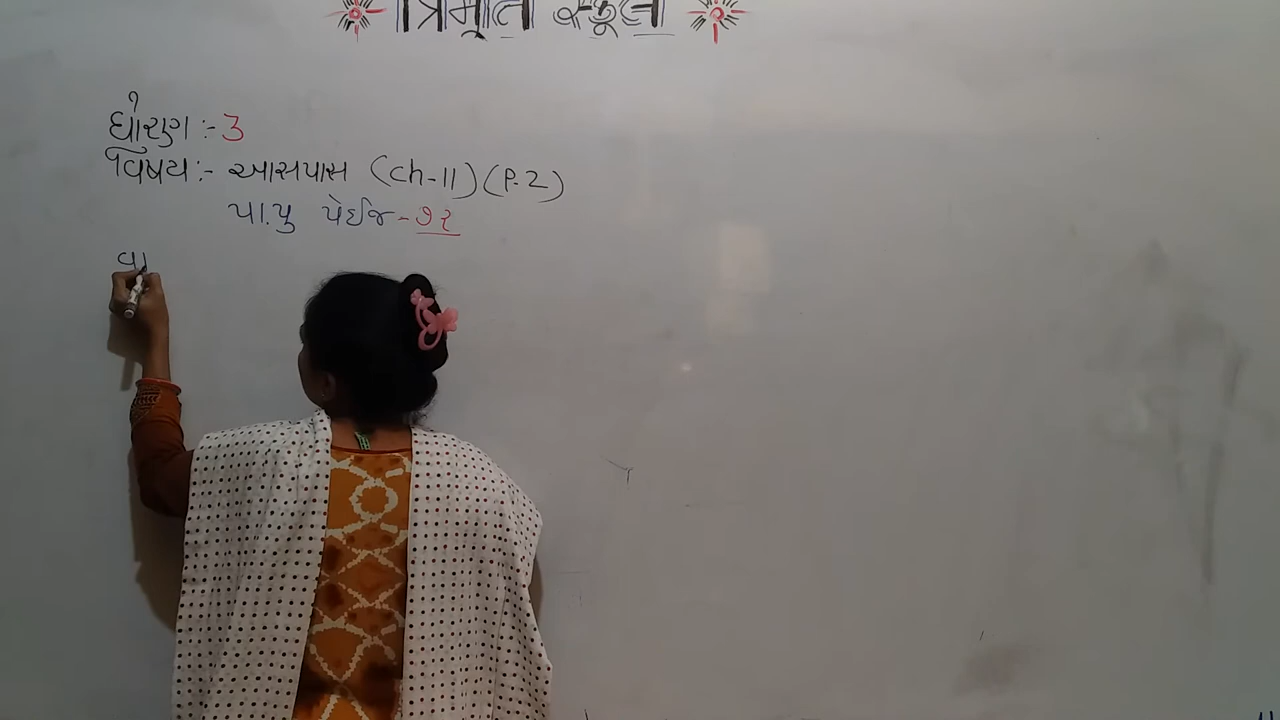 ત્રિમૂર્તિ સ્કૂલ
ધોરણ :- 3
વિષય :- આસપાસ (ch-11) (P.2)
પા.પુ પેઈજ - ૭૨
વા